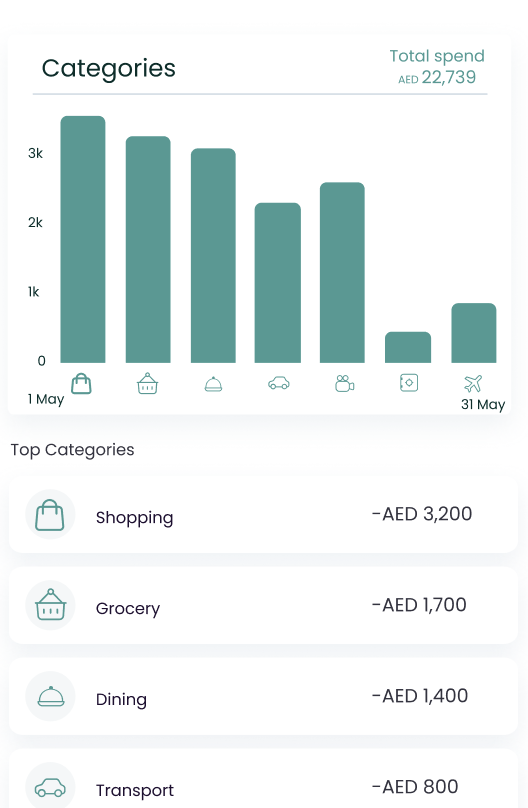 Categories
Total spend
AED 22,739
3k
2k
1k
0
1 May
31 May
Top Categories
Shopping
-AED 3,200
Grocery
-AED 1,700
Dining
-AED 1,400
Transport
-AED 800